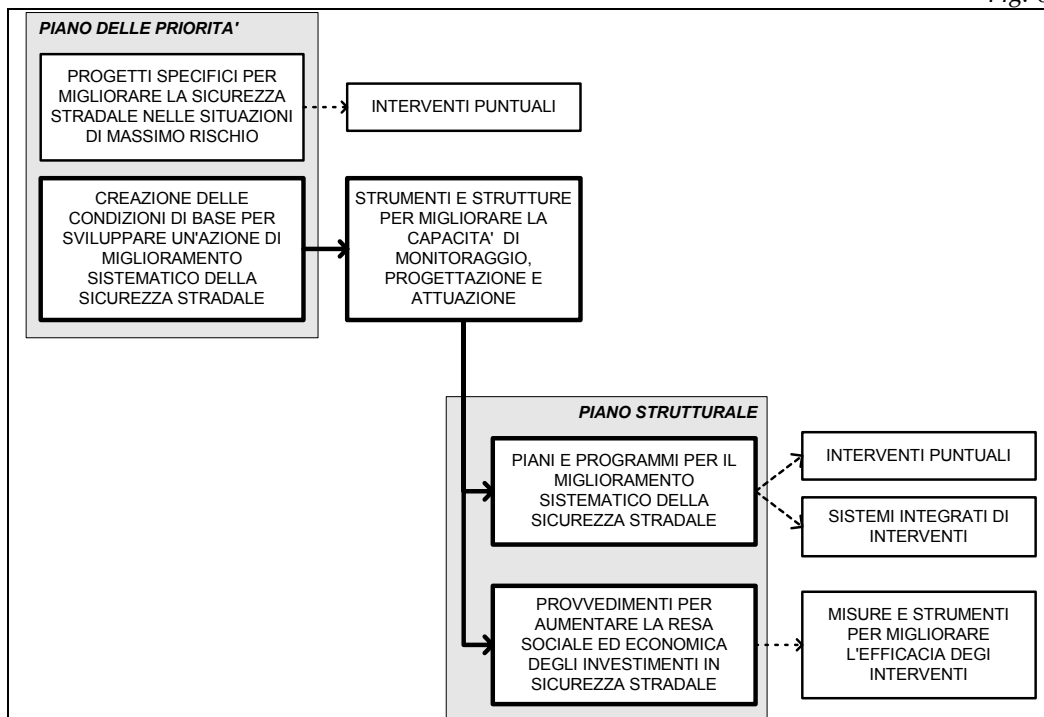 Fig.
PIANO DELLE PRIORITA'
PROGETTI SPECIFICI PER
MIGLIORARE LA SICUREZZA
STRADALE NELLE SITUAZIONI
DI MASSIMO RISCHIO
INTERVENTI PUNTUALI
CREAZIONE DELLE
CONDIZIONI DI BASE PER
SVILUPPARE UN'AZIONE DI
MIGLIORAMENTO
SISTEMATICO DELLA
SICUREZZA STRADALE
STRUMENTI E STRUTTURE
PER MIGLIORARE LA
CAPACITA' DI
MONITORAGGIO,
PROGETTAZIONE E
ATTUAZIONE
PIANO STRUTTURALE
PIANI E PROGRAMMI PER IL
MIGLIORAMENTO
SISTEMATICO DELLA
SICUREZZA STRADALE
INTERVENTI PUNTUALI
SISTEMI INTEGRATI DI
INTERVENTI
PROVVEDIMENTI PER
AUMENTARE LA RESA
SOCIALE ED ECONOMICA
DEGLI INVESTIMENTI IN
SICUREZZA STRADALE
MISURE E STRUMENTI
PER MIGLIORARE
L'EFFICACIA DEGI
INTERVENTI